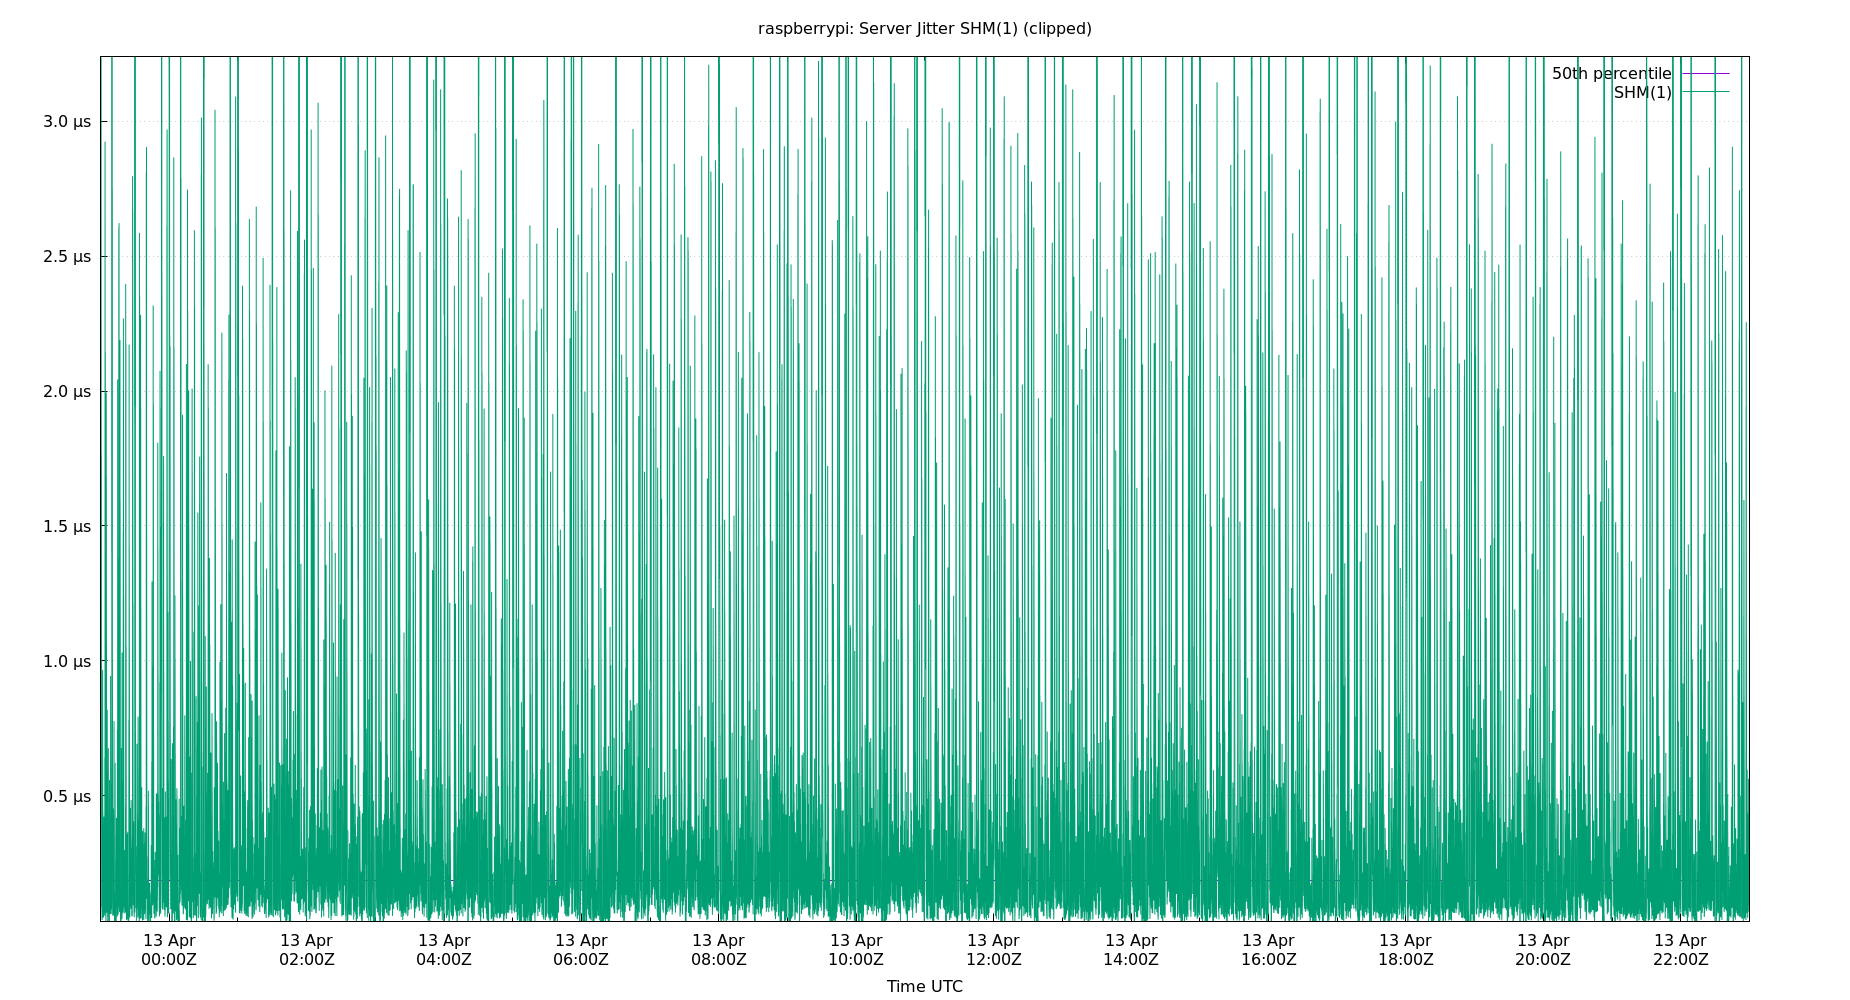 raspberrypi: Server Jitter SHM(1) (clipped)
50th percentile
SHM(1)
3.0 µs
2.5 µs
2.0 µs
1.5 µs
1.0 µs
0.5 µs
13 Apr 13 Apr 13 Apr 13 Apr 13 Apr 13 Apr 13 Apr 13 Apr 13 Apr 13 Apr 13 Apr 13 Apr
00:00Z 02:00Z 04:00Z 06:00Z 08:00Z 10:00Z 12:00Z 14:00Z 16:00Z 18:00Z 20:00Z 22:00Z
Time UTC